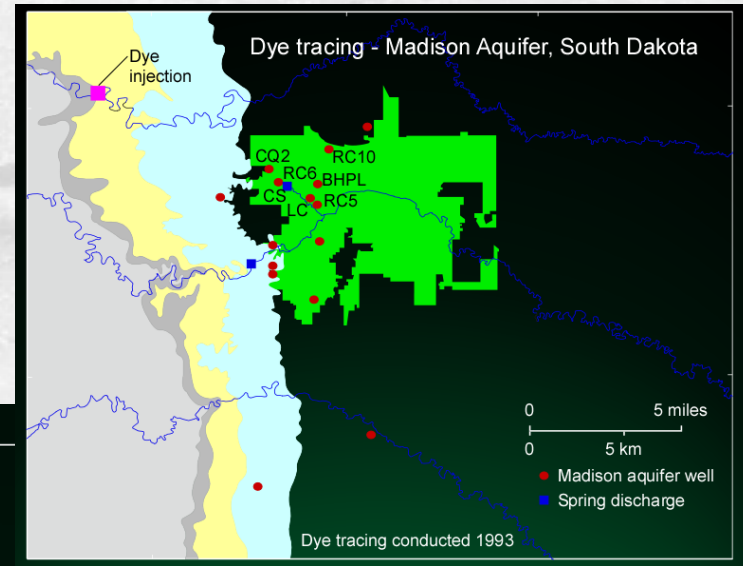 Dye tracing - Madison Aquifer, South Dakota
Dye
injection
CQ2
RC10
RC6
BHPL
CS
LC
RC5
0 5 miles
0 5 km
Madison aquifer well
Spring discharge
Dye tracing conducted 1993